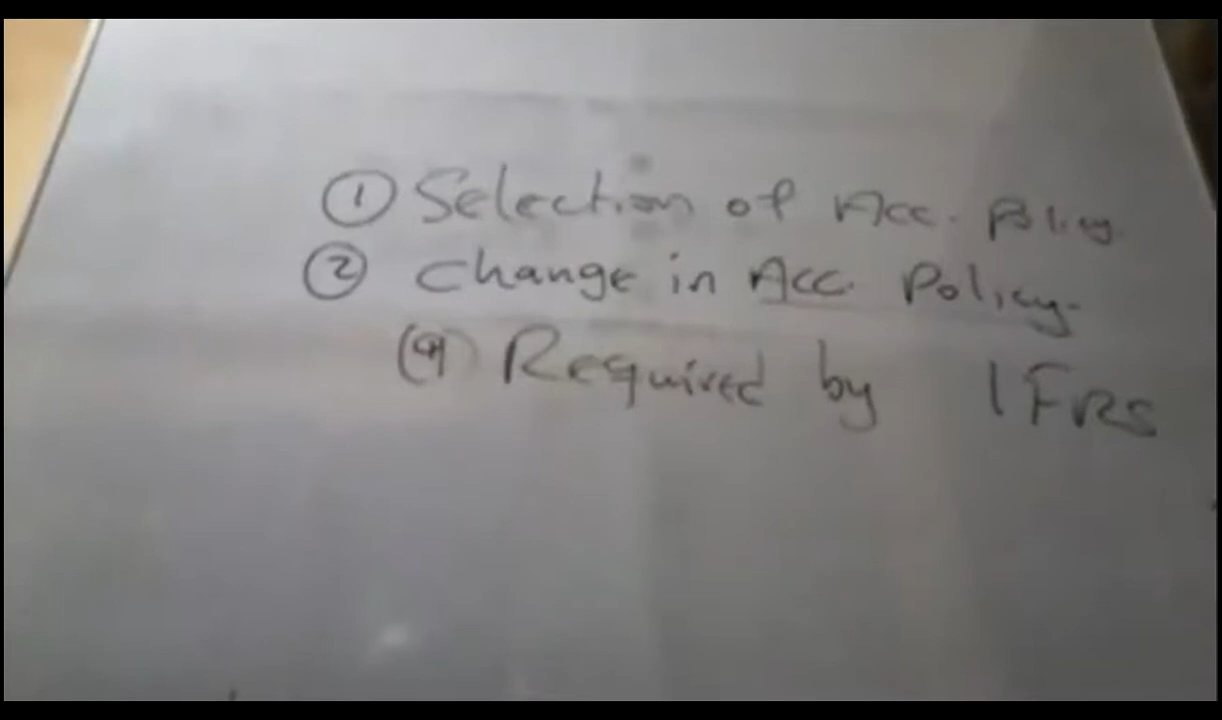 ① Selection of Acc. Policy
② Change in Acc. Policy.
(a) Required by IFRS